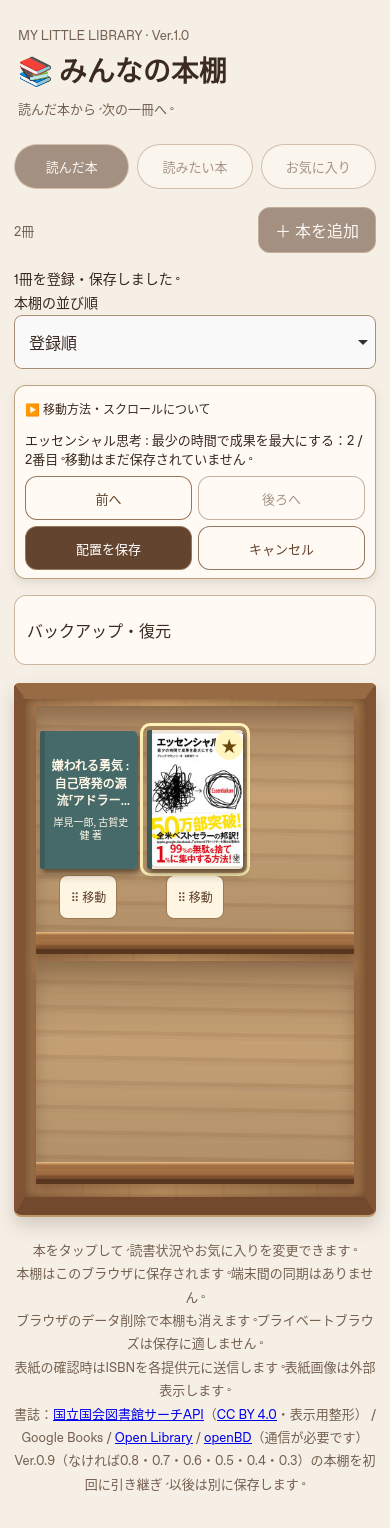 MY LITTLE LIBRARY · Ver.1.0
📚 みんなの本棚
読んだ本から、次の一冊へ。
読んだ本
読みたい本
お気に入り
2冊
＋ 本を追加
1冊を登録・保存しました。
本棚の並び順
登録順
▶️ 移動方法・スクロールについて
エッセンシャル思考 : 最少の時間で成果を最大にする：2 /
2番目。移動はまだ保存されていません。
前へ
後ろへ
配置を保存
キャンセル
バックアップ・復元
嫌われる勇気 :
自己啓発の源
流「アドラー...
岸見一郎, 古賀史
健 著
エッセンシャル
最少の時間で成果を最大にする
★
Essentialism
50万部突破!
全米ベストセラーの邦訳!
99%の無駄を捨て
1%に集中する方法!
⠿ 移動
⠿ 移動
本をタップして、読書状況やお気に入りを変更できます。
本棚はこのブラウザに保存されます。端末間の同期はありませ
ん。
ブラウザのデータ削除で本棚も消えます。プライベートブラウ
ズは保存に適しません。
表紙の確認時はISBNを各提供元に送信します。表紙画像は外部
表示します。
書誌：国立国会図書館サーチAPI（CC BY 4.0・表示用整形） /
Google Books / Open Library / openBD（通信が必要です）
Ver.0.9（なければ0.8・0.7・0.6・0.5・0.4・0.3）の本棚を初
回に引き継ぎ、以後は別に保存します。